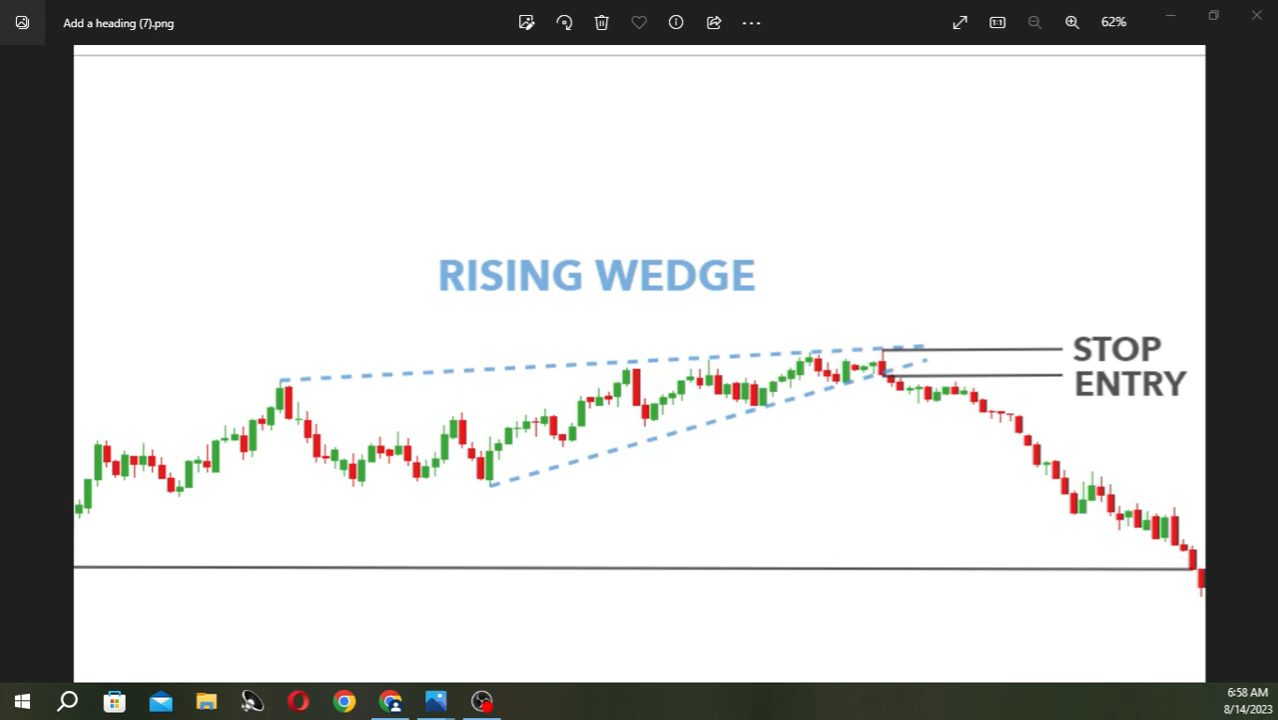 Add a heading (7).png
62%
RISING WEDGE
STOP
ENTRY
6:58 AM
8/14/2023